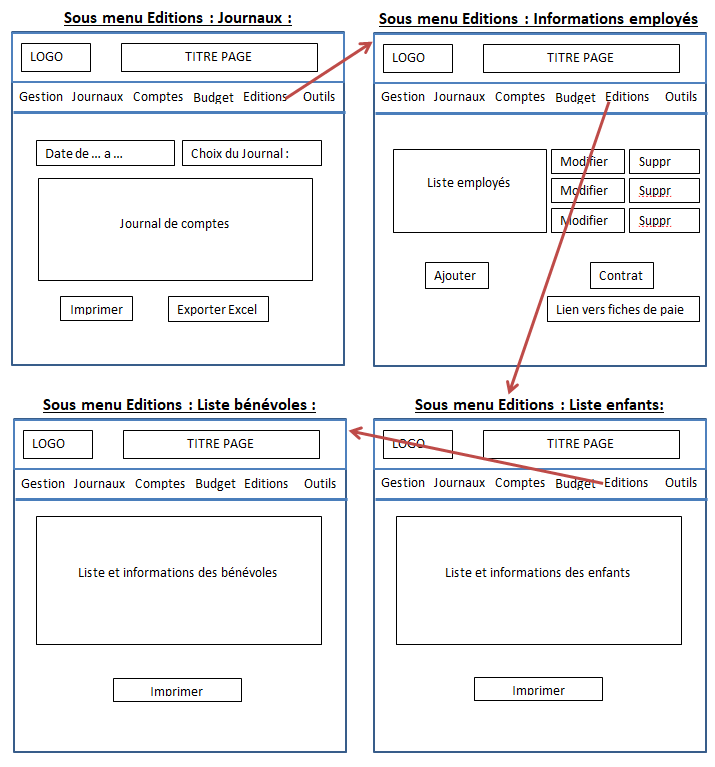 Sous menu Editions : Journaux :
LOGO
TITRE PAGE
Gestion Journaux Comptes Budget Editions Outils
Date de ... a ...
Choix du Journal :
Journal de comptes
Imprimer
Exporter Excel
Sous menu Editions : Informations employés
LOGO
TITRE PAGE
Gestion Journaux Comptes Budget Editions Outils
Liste employés
Modifier Suppr
Modifier Suppr
Modifier Suppr
Ajouter
Contrat
Lien vers fiches de paie
Sous menu Editions : Liste bénévoles :
LOGO
TITRE PAGE
Gestion Journaux Comptes Budget Editions Outils
Liste et informations des bénévoles
Imprimer
Sous menu Editions : Liste enfants:
LOGO
TITRE PAGE
Gestion Journaux Comptes Budget Editions Outils
Liste et informations des enfants
Imprimer